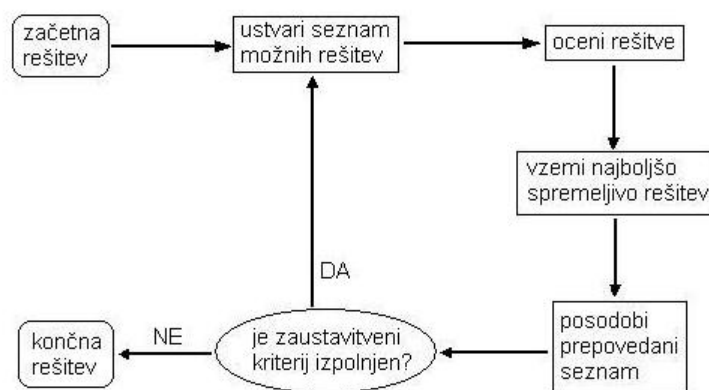 začetna
rešitev
ustvari seznam
možnih rešitev
oceni rešitve
vzemi najboljšo
spremeljivo rešitev
DA
posodobi
prepovedani
seznam
je zaustavitveni
kriterij izpolnjen?
NE
končna
rešitev